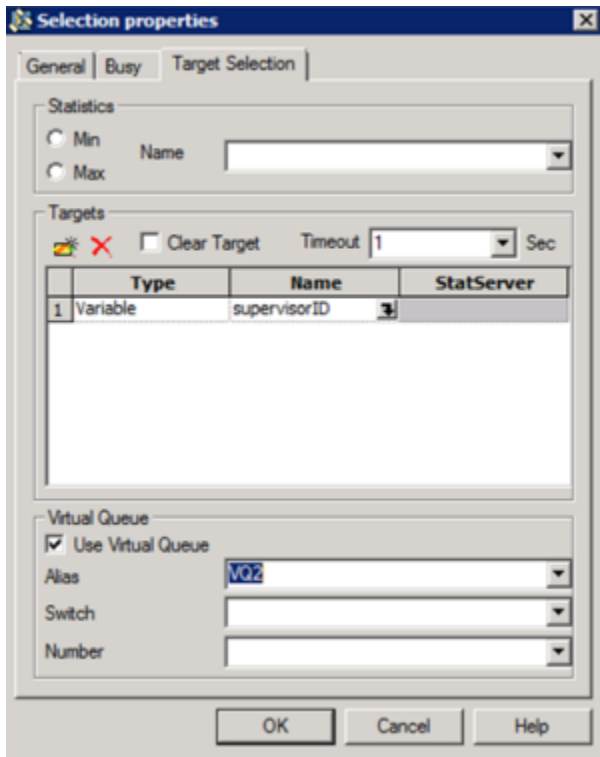 Selection properties
General Busy Target Selection
Statistics
Min
Name
Max
Targets
Clear Target Timeout 1 Sec
Type Name StatServer
1 Variable supervisorID
Virtual Queue
Use Virtual Queue
Alias VQ2
Switch
Number
OK Cancel Help